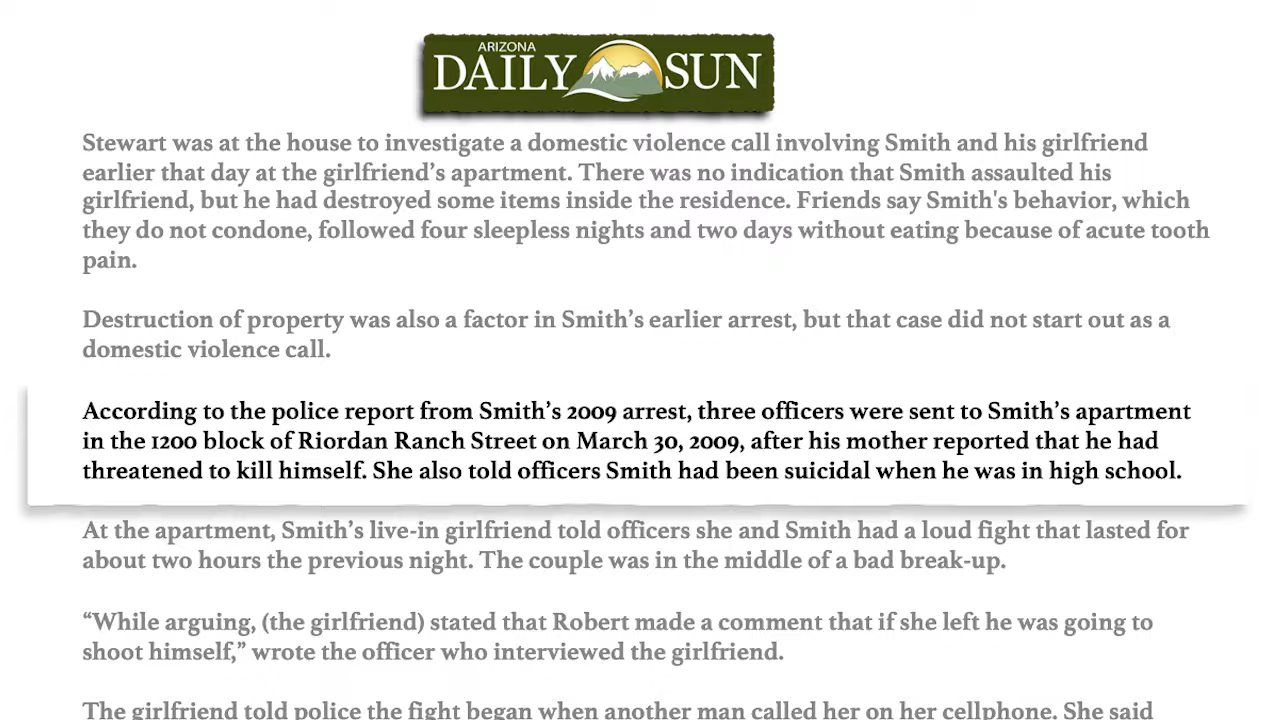 ARIZONA
DAILY SUN
Stewart was at the house to investigate a domestic violence call involving Smith and his girlfriend
earlier that day at the girlfriend’s apartment. There was no indication that Smith assaulted his
girlfriend, but he had destroyed some items inside the residence. Friends say Smith's behavior, which
they do not condone, followed four sleepless nights and two days without eating because of acute tooth
pain.
Destruction of property was also a factor in Smith’s earlier arrest, but that case did not start out as a
domestic violence call.
According to the police report from Smith’s 2009 arrest, three officers were sent to Smith’s apartment
in the 1200 block of Riordan Ranch Street on March 30, 2009, after his mother reported that he had
threatened to kill himself. She also told officers Smith had been suicidal when he was in high school.
At the apartment, Smith’s live-in girlfriend told officers she and Smith had a loud fight that lasted for
about two hours the previous night. The couple was in the middle of a bad break-up.
“While arguing, (the girlfriend) stated that Robert made a comment that if she left he was going to
shoot himself,” wrote the officer who interviewed the girlfriend.
The girlfriend told police the fight began when another man called her on her cellphone. She said